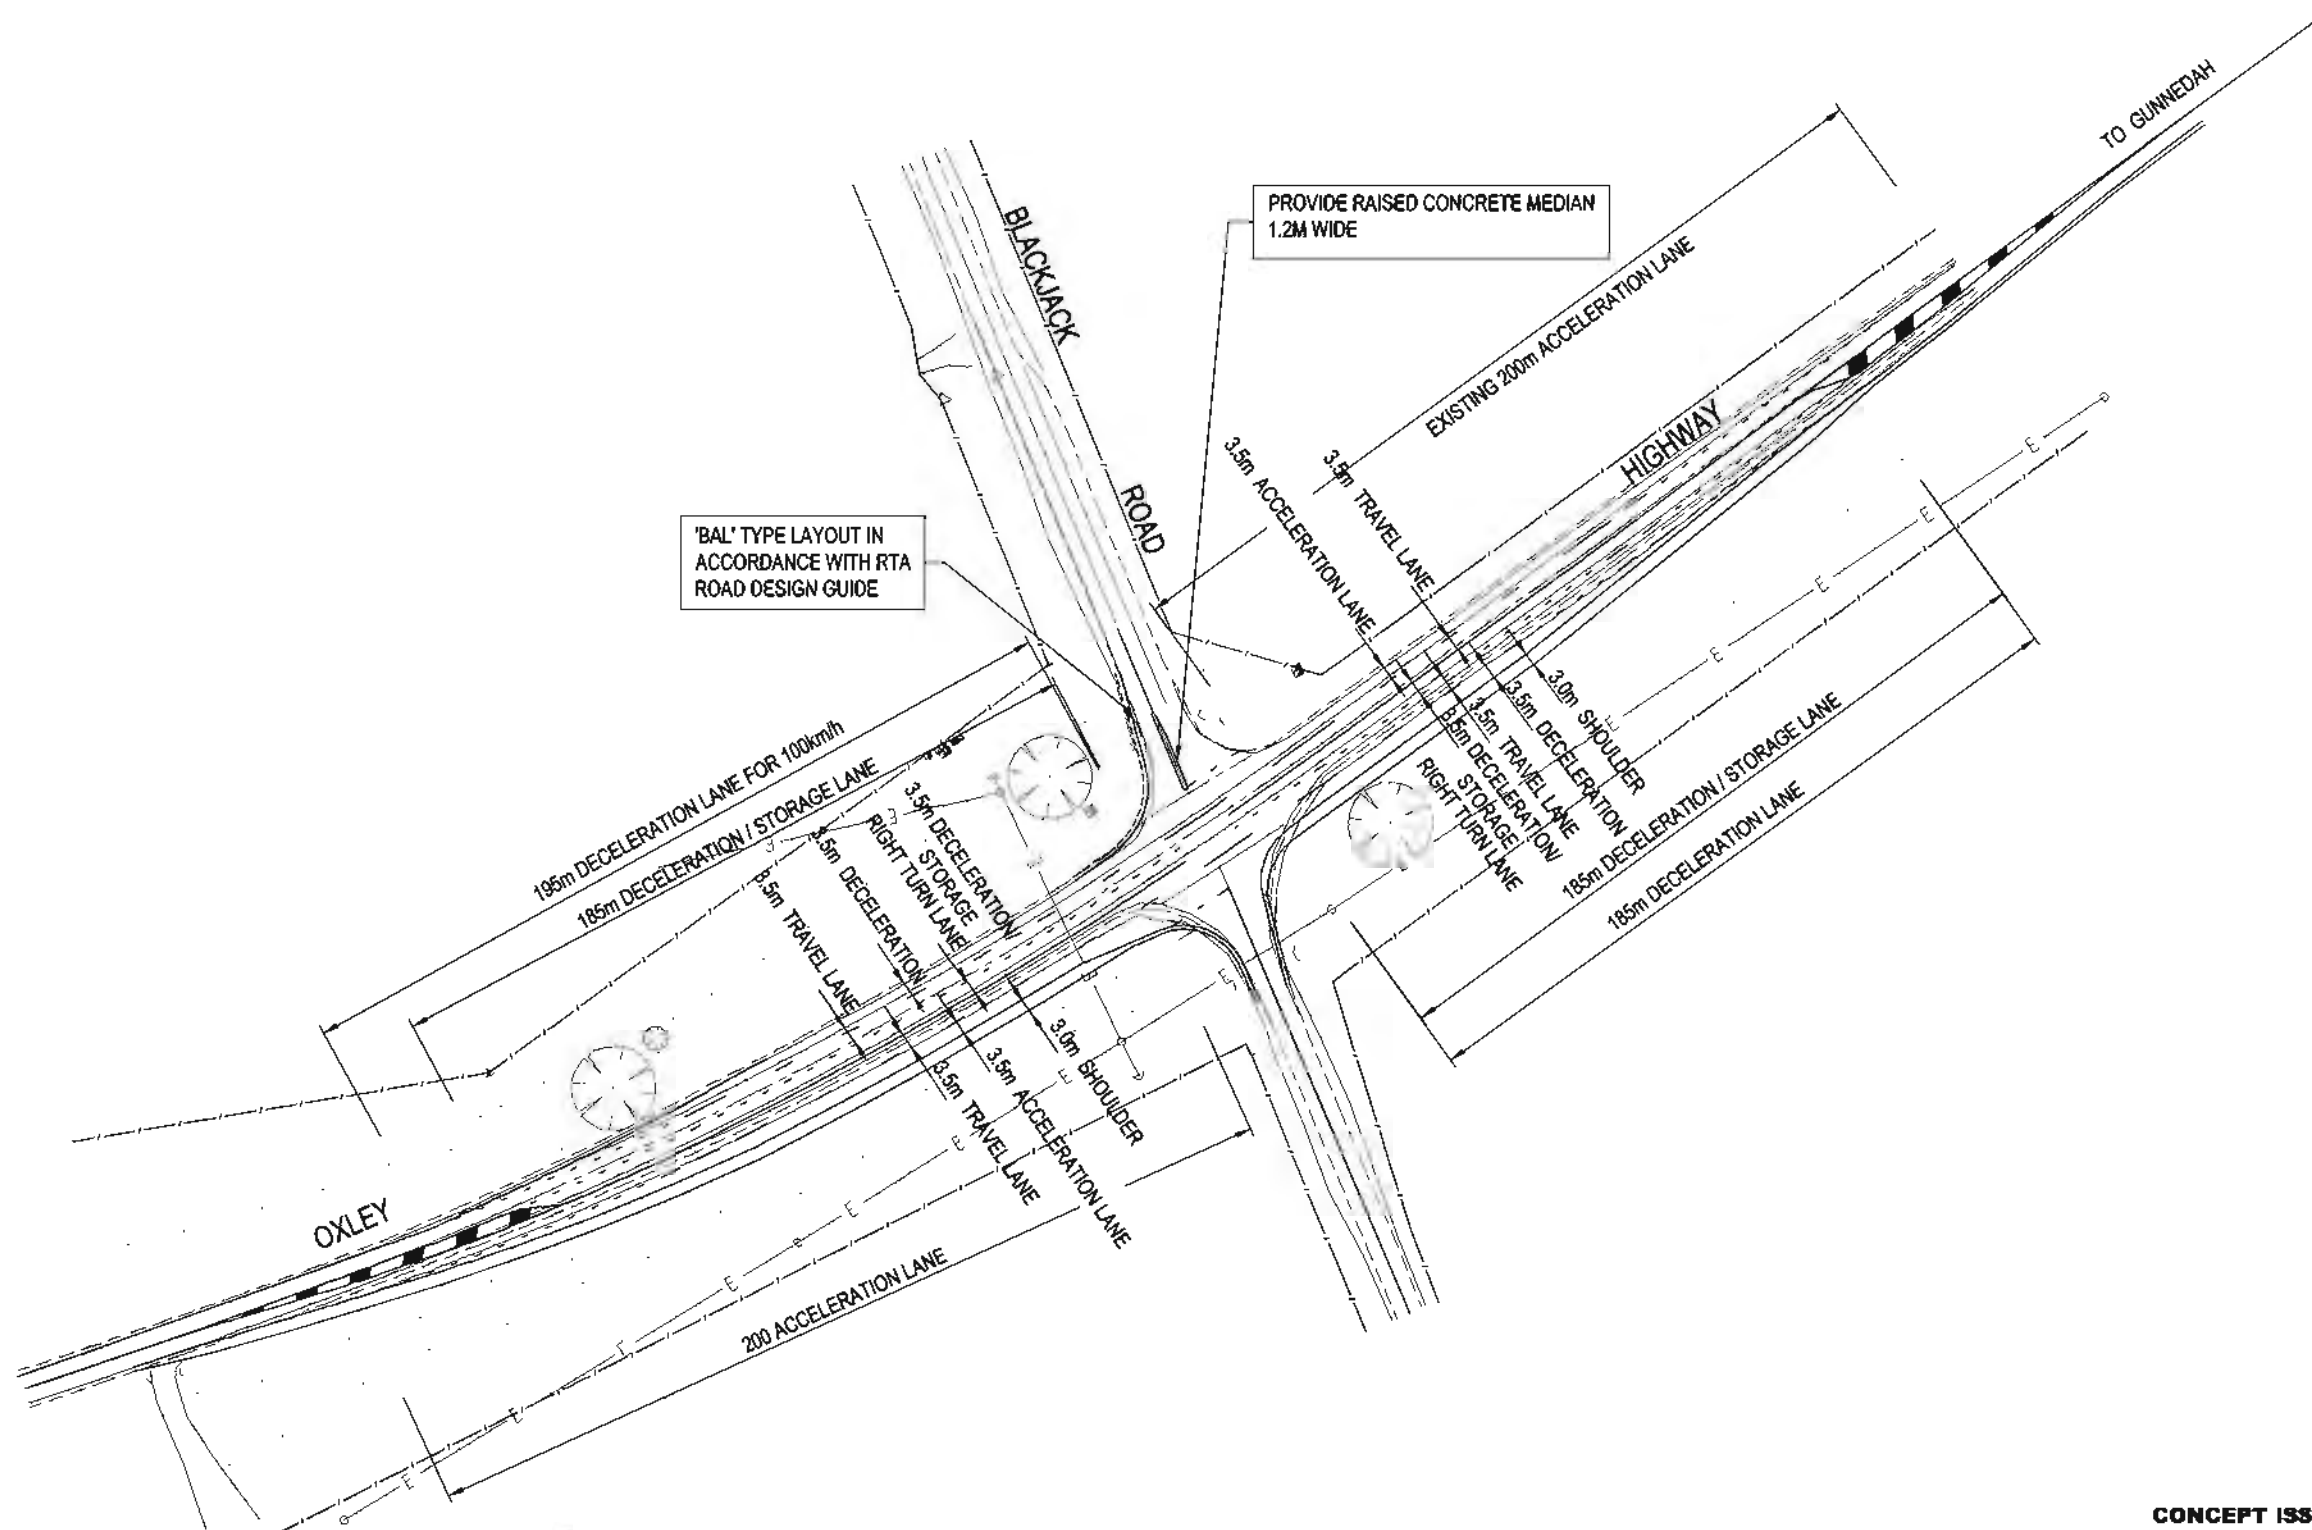 TO GUNNEDAH
PROVIDE RAISED CONCRETE MEDIAN
1.2M WIDE
BLACKJACK
ROAD
EXISTING 200m ACCELERATION LANE
HIGHWAY
3.5m ACCELERATION LANE
3.5m TRAVEL LANE
'BAL' TYPE LAYOUT IN
ACCORDANCE WITH RTA
ROAD DESIGN GUIDE
3.0m SHOULDER
3.5m DECELERATION
3.5m TRAVEL LANE
3.5m DECELERATION/
STORAGE
RIGHT TURN LANE
185m DECELERATION / STORAGE LANE
185m DECELERATION LANE
195m DECELERATION LANE FOR 100km/h
185m DECELERATION / STORAGE LANE
3.5m DECELERATION/
STORAGE
RIGHT TURN LANE
3.5m DECELERATION
3.5m TRAVEL LANE
3.0m SHOULDER
3.5m ACCELERATION LANE
3.5m TRAVEL LANE
OXLEY
200 ACCELERATION LANE
E
E
E
E
E
E
E
E
E
E
E
E
E
CONCEPT ISS